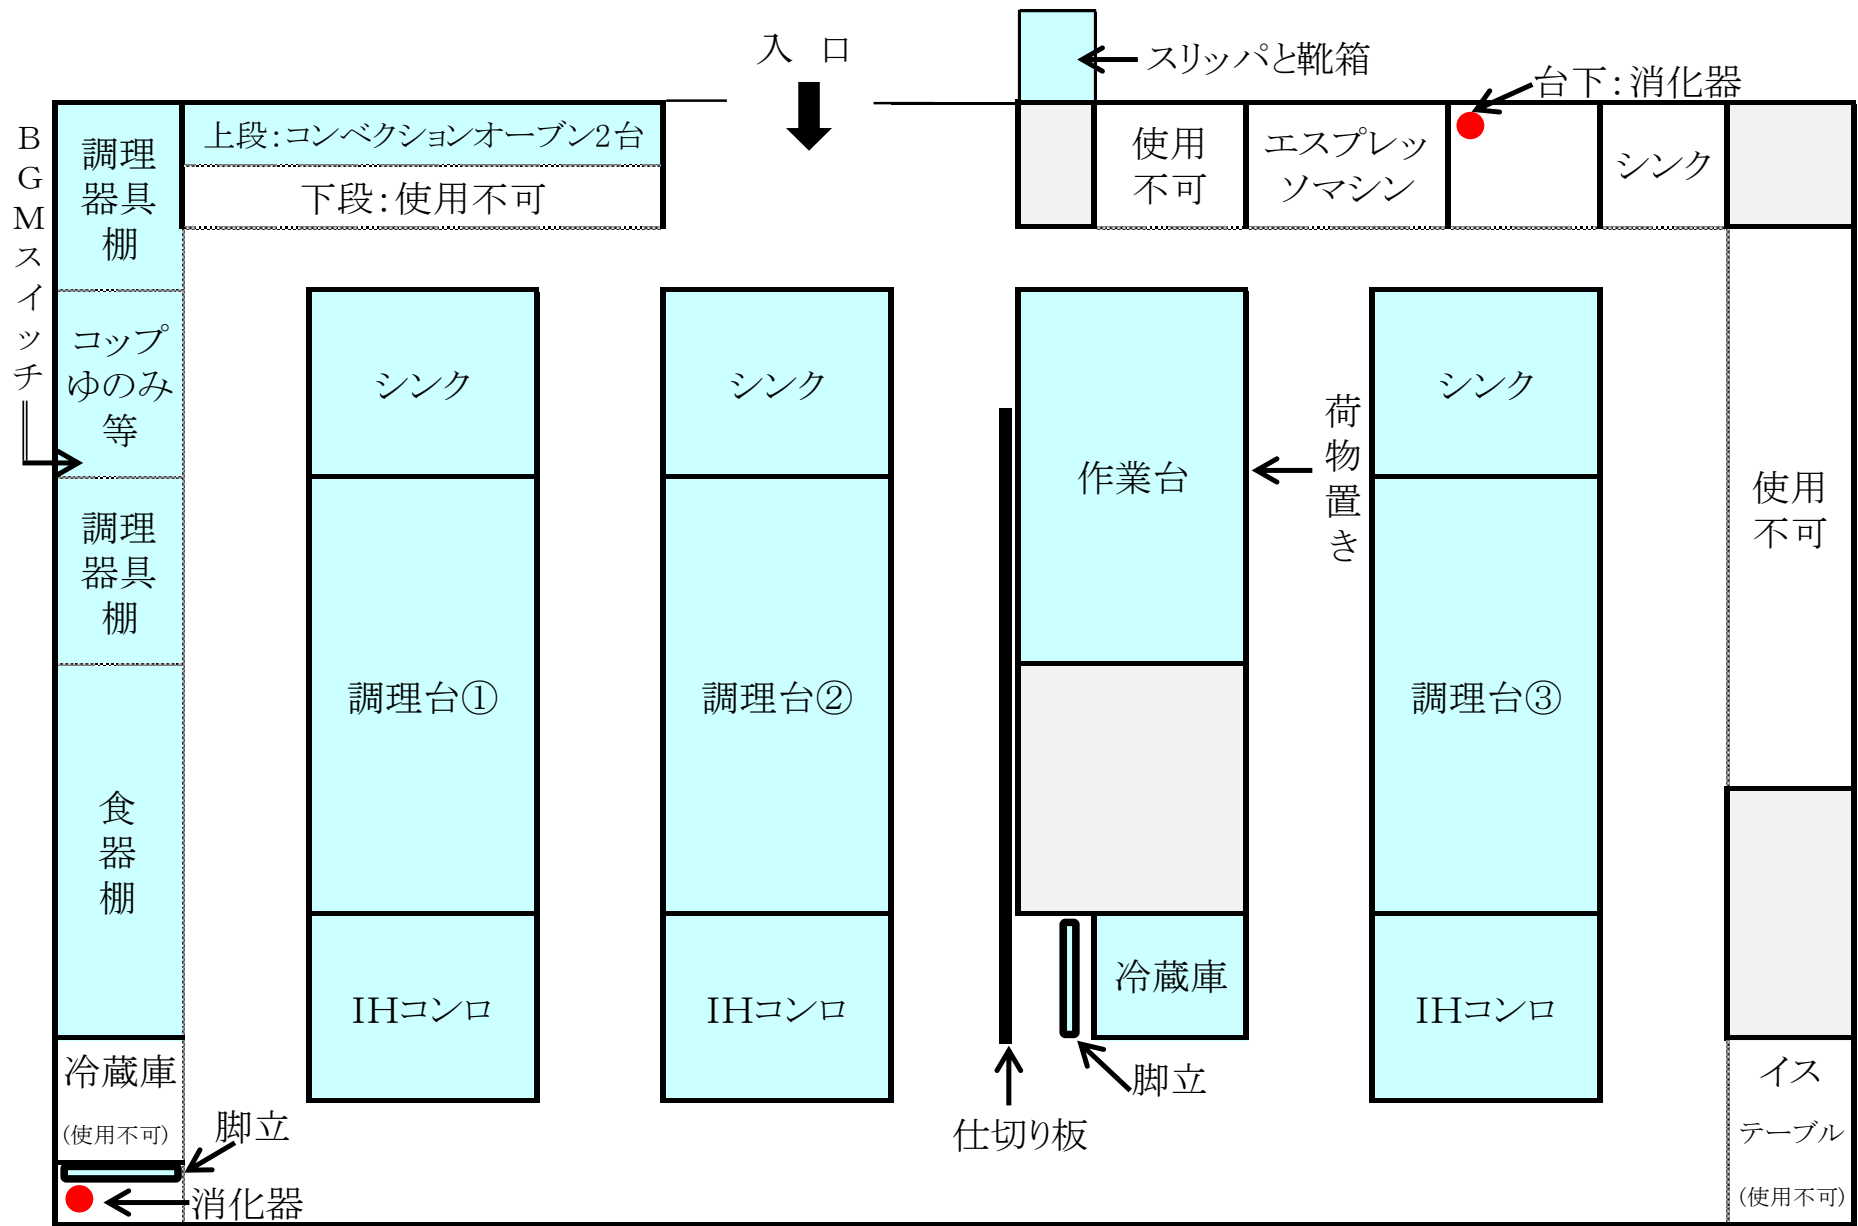 入 口
スリッパと靴箱
台下：消化器
BGMスイッチ
調理
器具
棚
上段：コンベクションオーブン2台
下段：使用不可
使用
不可
エスプレッ
ソマシン
シンク
コップ
ゆのみ
等
シンク
シンク
作業台
荷物置き
シンク
使用
不可
調理
器具
棚
調理台①
調理台②
調理台③
食
器
棚
冷蔵庫
IHコンロ
IHコンロ
IHコンロ
冷蔵庫
(使用不可)
脚立
消化器
仕切り板
脚立
イス
テーブル
(使用不可)